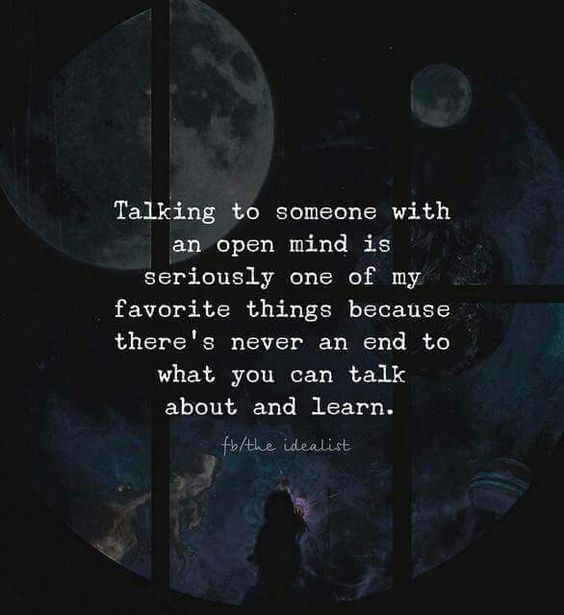 Talking to someone with
an open mind is
seriously one of my
favorite things because
there's never an end to
what you can talk
about and learn.
fb/the idealist